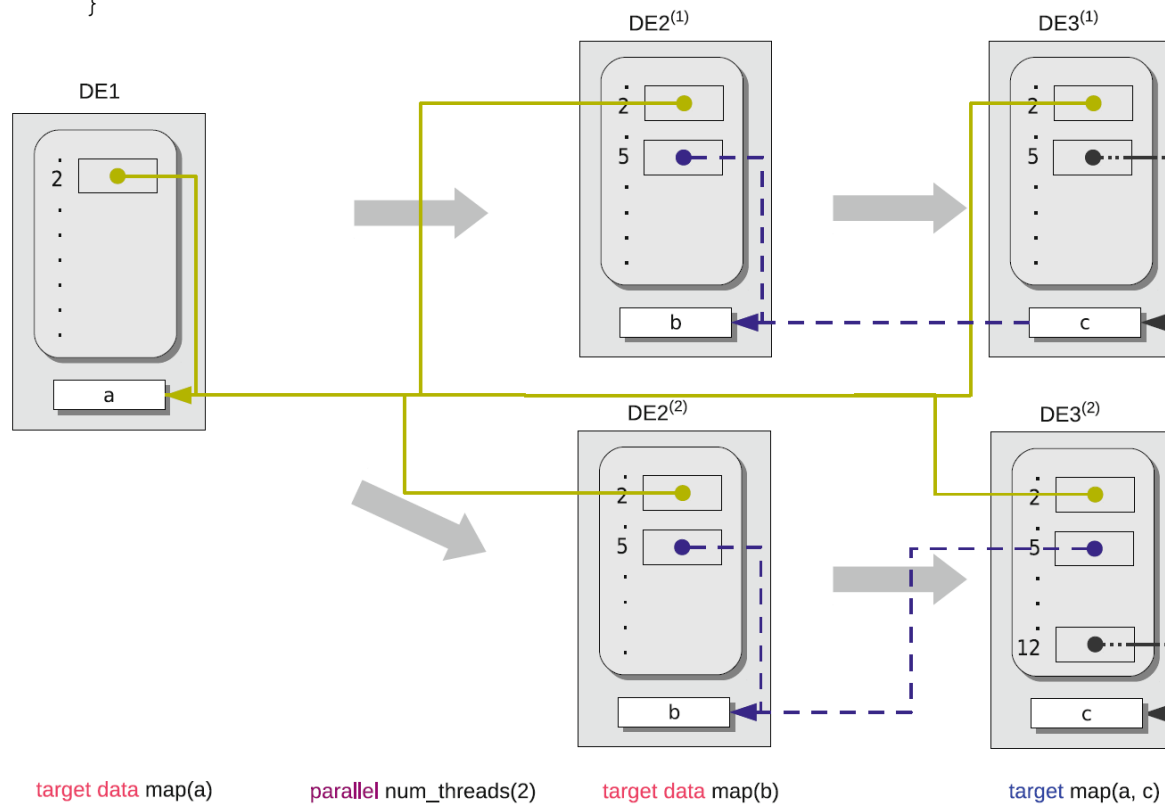 }
DE1
2
a
DE2(1)
2
5
b
DE3(1)
2
5
c
DE2(2)
2
5
b
DE3(2)
2
5
12
c
target data map(a)
parallel num_threads(2)
target data map(b)
target map(a, c)